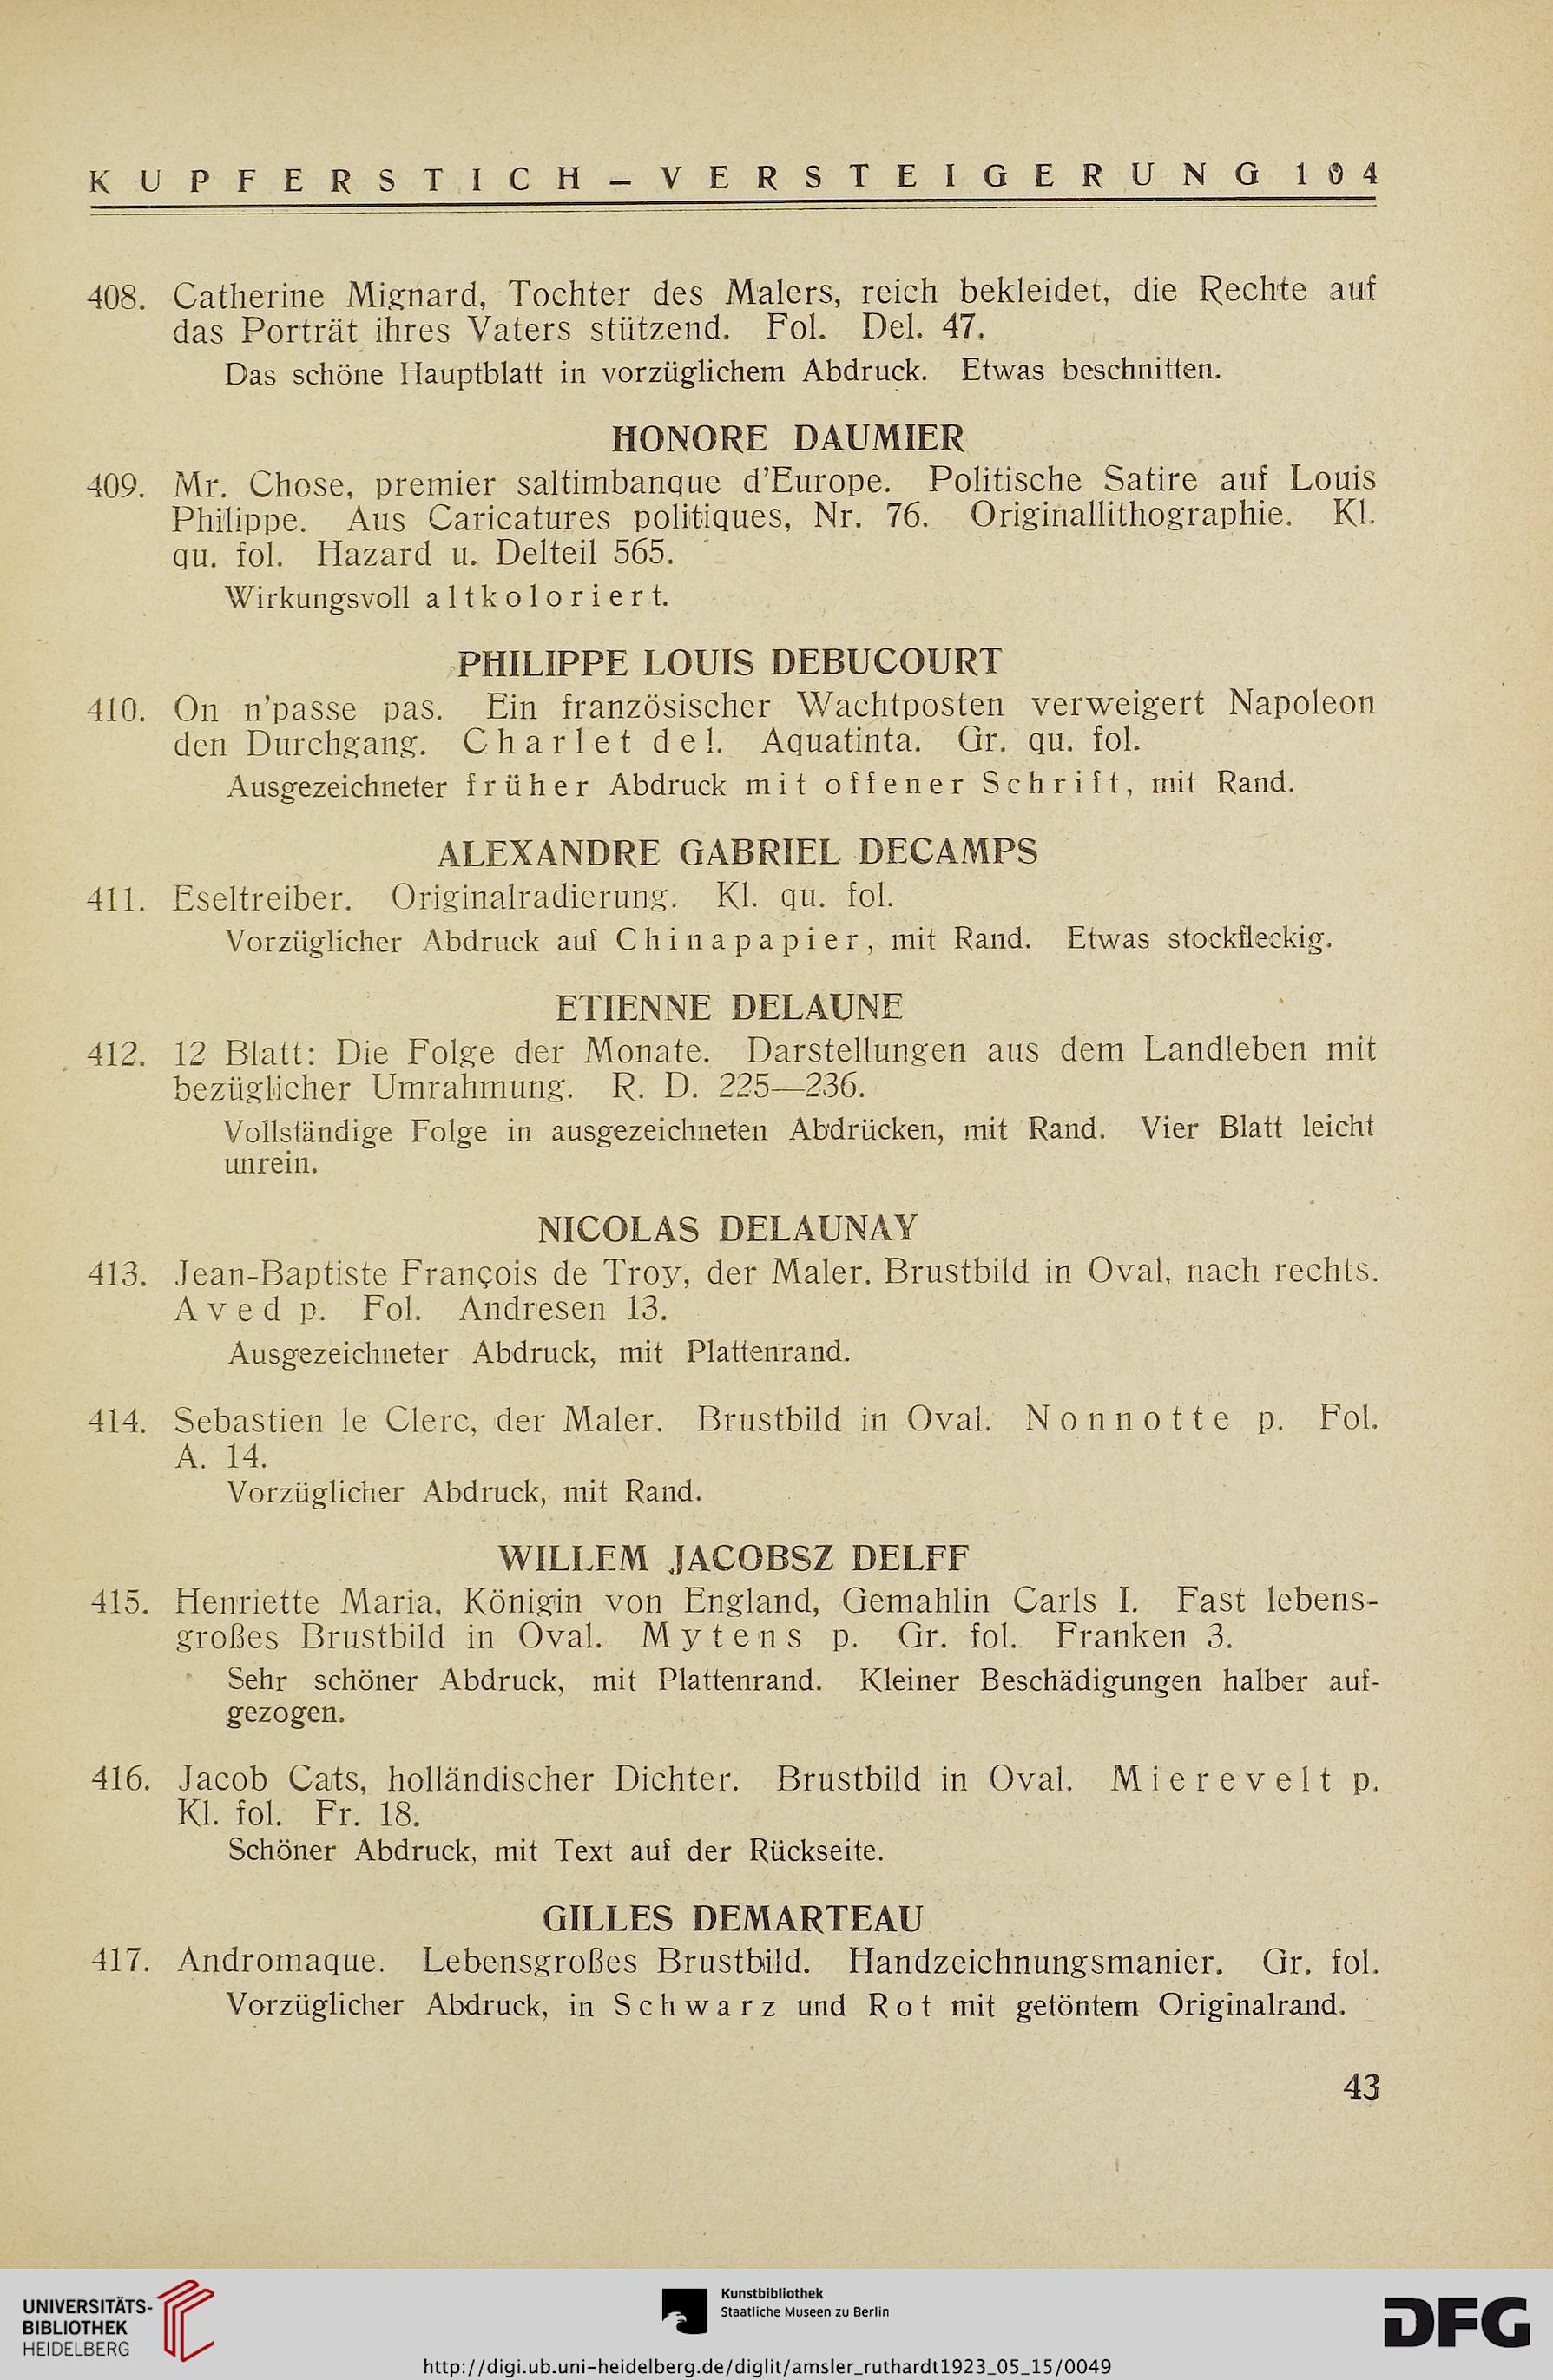 KUPFERSTICH – VERSTEIGERUNG 104
408. Catherine Mignard, Tochter des Malers, reich bekleidet, die Rechte auf
das Porträt ihres Vaters stützend. Fol. Del. 47.
Das schöne Hauptblatt in vorzüglichem Abdruck. Etwas beschnitten.
HONORE DAUMIER
409. Mr. Chose, premier saltimbanque d'Europe. Politische Satire auf Louis
Philippe. Aus Caricatures politiques, Nr. 76. Originallithographie. Kl.
qu. fol. Hazard u. Delteil 565.
Wirkungsvoll altkoloriert.
PHILIPPE LOUIS DEBUCOURT
410. On n'passe pas. Ein französischer Wachtposten verweigert Napoleon
den Durchgang. Charlet del. Aquatinta. Gr. qu. fol.
Ausgezeichneter früher Abdruck mit offener Schrift, mit Rand.
ALEXANDRE GABRIEL DECAMPS
411. Eseltreiber. Originalradierung. Kl. qu. fol.
Vorzüglicher Abdruck auf Chinapapier, mit Rand. Etwas stockfleckig.
ETIENNE DELAUNE
412. 12 Blatt: Die Folge der Monate. Darstellungen aus dem Landleben mit
bezüglicher Umrahmung. R. D. 225—236.
Vollständige Folge in ausgezeichneten Abdrücken, mit Rand. Vier Blatt leicht
unrein.
NICOLAS DELAUNAY
413. Jean-Baptiste François de Troy, der Maler. Brustbild in Oval, nach rechts.
Aved p. Fol. Andresen 13.
Ausgezeichneter Abdruck, mit Plattenrand.
414. Sebastien le Clerc, der Maler. Brustbild in Oval. Nonnotte p. Fol.
A. 14.
Vorzüglicher Abdruck, mit Rand.
WILLEM JACOBSZ DELFF
415. Henriette Maria, Königin von England, Gemahlin Carls I. Fast lebens-
großes Brustbild in Oval. Mytens p. Gr. fol. Franken 3.
Sehr schöner Abdruck, mit Plattenrand. Kleiner Beschädigungen halber auf-
gezogen.
416. Jacob Cats, holländischer Dichter. Brustbild in Oval. Mierevelt p.
Kl. fol. Fr. 18.
Schöner Abdruck, mit Text auf der Rückseite.
GILLES DEMARTEAU
417. Andromaque. Lebensgroßes Brustbild. Handzeichnungsmanier. Gr. fol.
Vorzüglicher Abdruck, in Schwarz und Rot mit getöntem Originalrand.
43
UNIVERSITÄTS-
BIBLIOTHEK
HEIDELBERG
Kunstbibliothek
Staatliche Museen zu Berlin
DFG
http://digi.ub.uni-heidelberg.de/diglit/amsler_ruthardt1923_05_15/0049